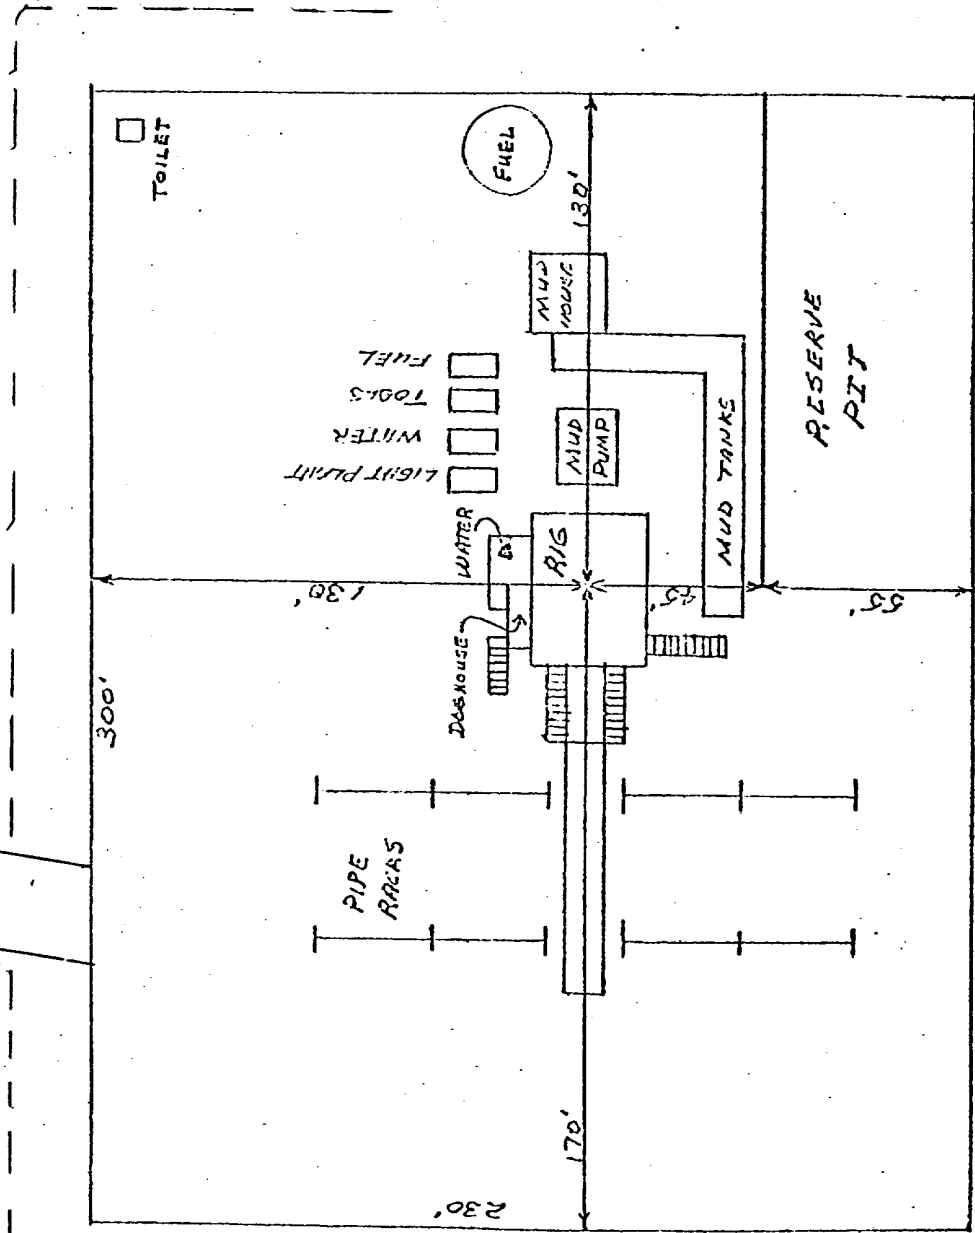 TOILET
FUEL
130'
MUD
HOUSE
FUEL
TOOLS
WATER
LIGHT PLANT
MUD
PUMP
MUD TANKS
RESERVE
PIT
WATER
RIG
130'
45'
55'
DOGHOUSE
300'
PIPE
RACKS
170'
230'